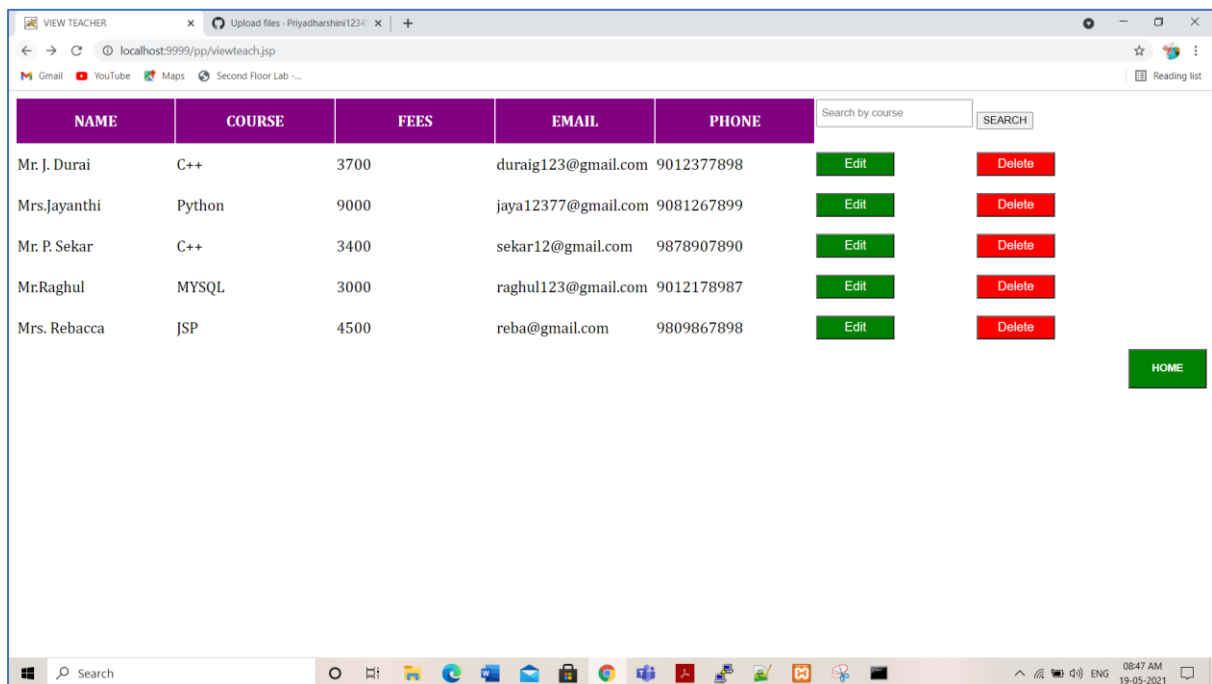 VIEW TEACHER
Upload files · Priyadharshini1234
localhost:9999/pp/viewteach.jsp
Gmail YouTube Maps Second Floor Lab -... Reading list
NAME COURSE FEES EMAIL PHONE Search by course SEARCH
Mr. J. Durai C++ 3700 duraig123@gmail.com 9012377898 Edit Delete
Mrs.Jayanthi Python 9000 jaya12377@gmail.com 9081267899 Edit Delete
Mr. P. Sekar C++ 3400 sekar12@gmail.com 9878907890 Edit Delete
Mr.Raghul MYSQL 3000 raghul123@gmail.com 9012178987 Edit Delete
Mrs. Rebacca JSP 4500 reba@gmail.com 9809867898 Edit Delete
HOME
Search ENG 08:47 AM
19-05-2021